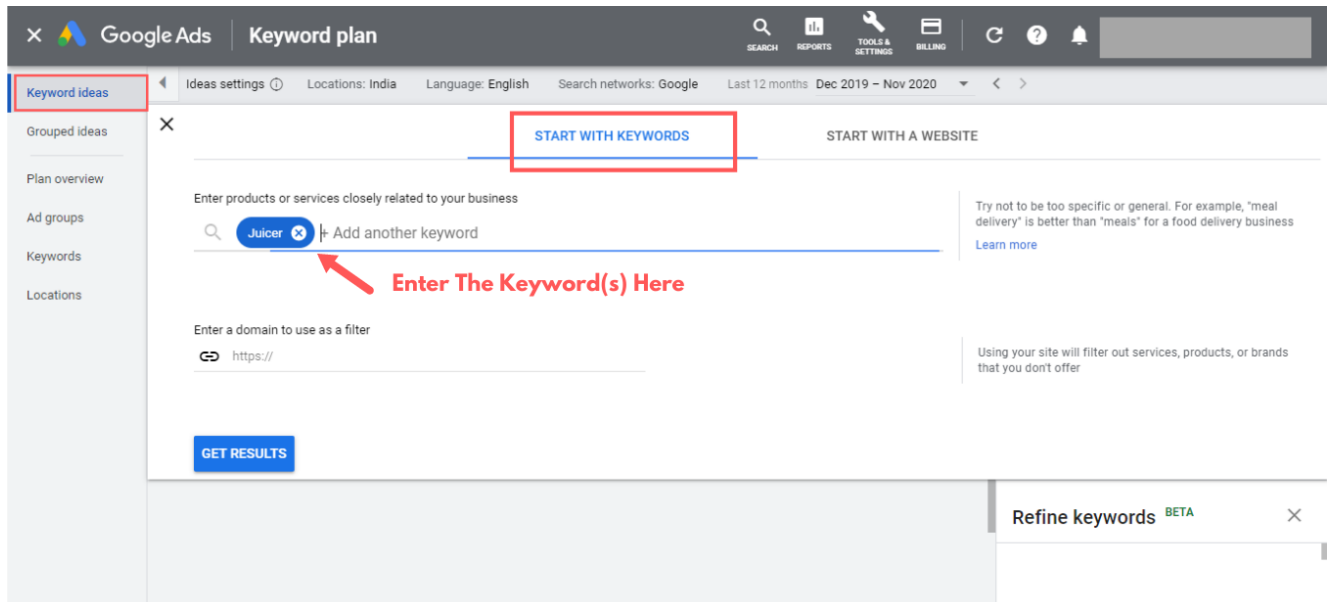 Google Ads
Keyword plan
SEARCH
REPORTS
TOOLS &
SETTINGS
BILLING
Keyword ideas
Grouped ideas
Plan overview
Ad groups
Keywords
Locations
Ideas settings
Locations: India
Language: English
Search networks: Google
Last 12 months Dec 2019 – Nov 2020
START WITH KEYWORDS
START WITH A WEBSITE
Enter products or services closely related to your business
Juicer
+ Add another keyword
Try not to be too specific or general. For example, "meal
delivery" is better than "meals" for a food delivery business
Learn more
Enter The Keyword(s) Here
Enter a domain to use as a filter
https://
Using your site will filter out services, products, or brands
that you don't offer
GET RESULTS
Refine keywords BETA